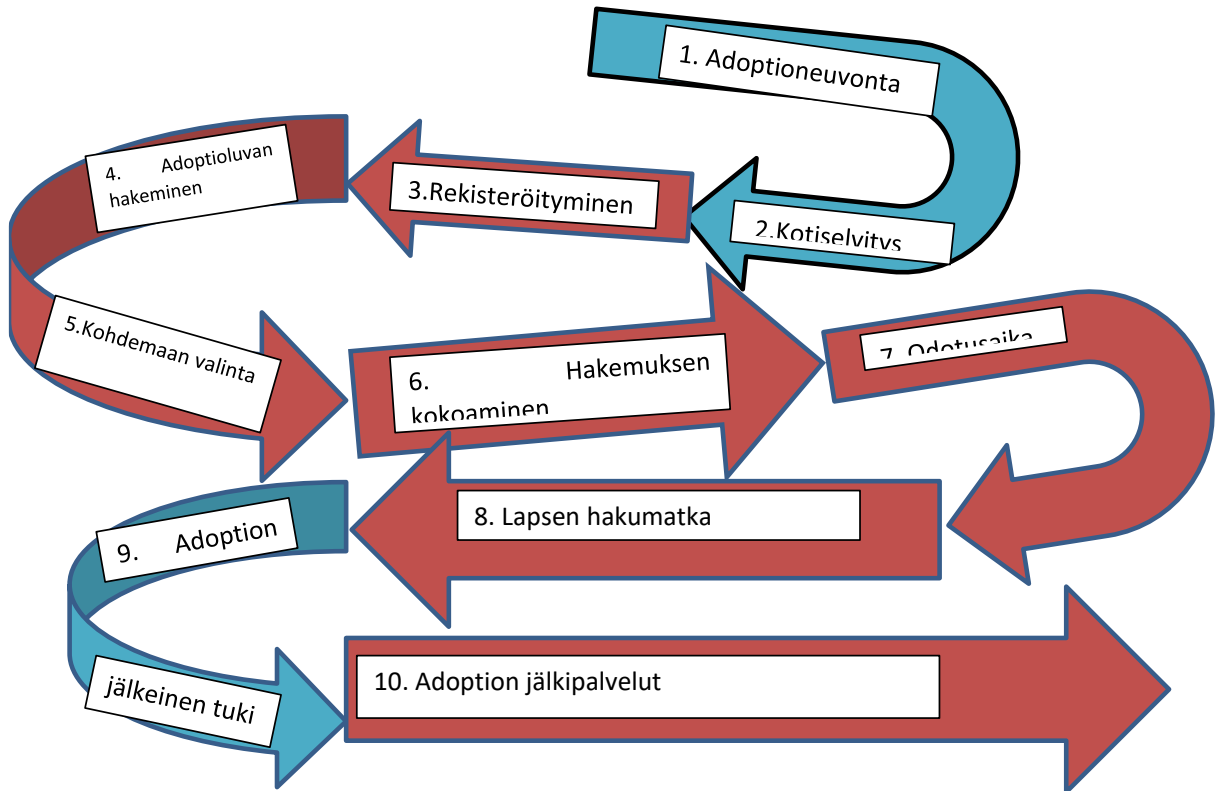 1. Adoptioneuvonta
2.Kotiselvitys
3.Rekisteröityminen
4. Adoptioluvan
hakeminen
5.Kohdemaan valinta
6. Hakemuksen
kokoaminen
7. Odotusaika
8. Lapsen hakumatka
9. Adoption
jälkeinen tuki
10. Adoption jälkipalvelut